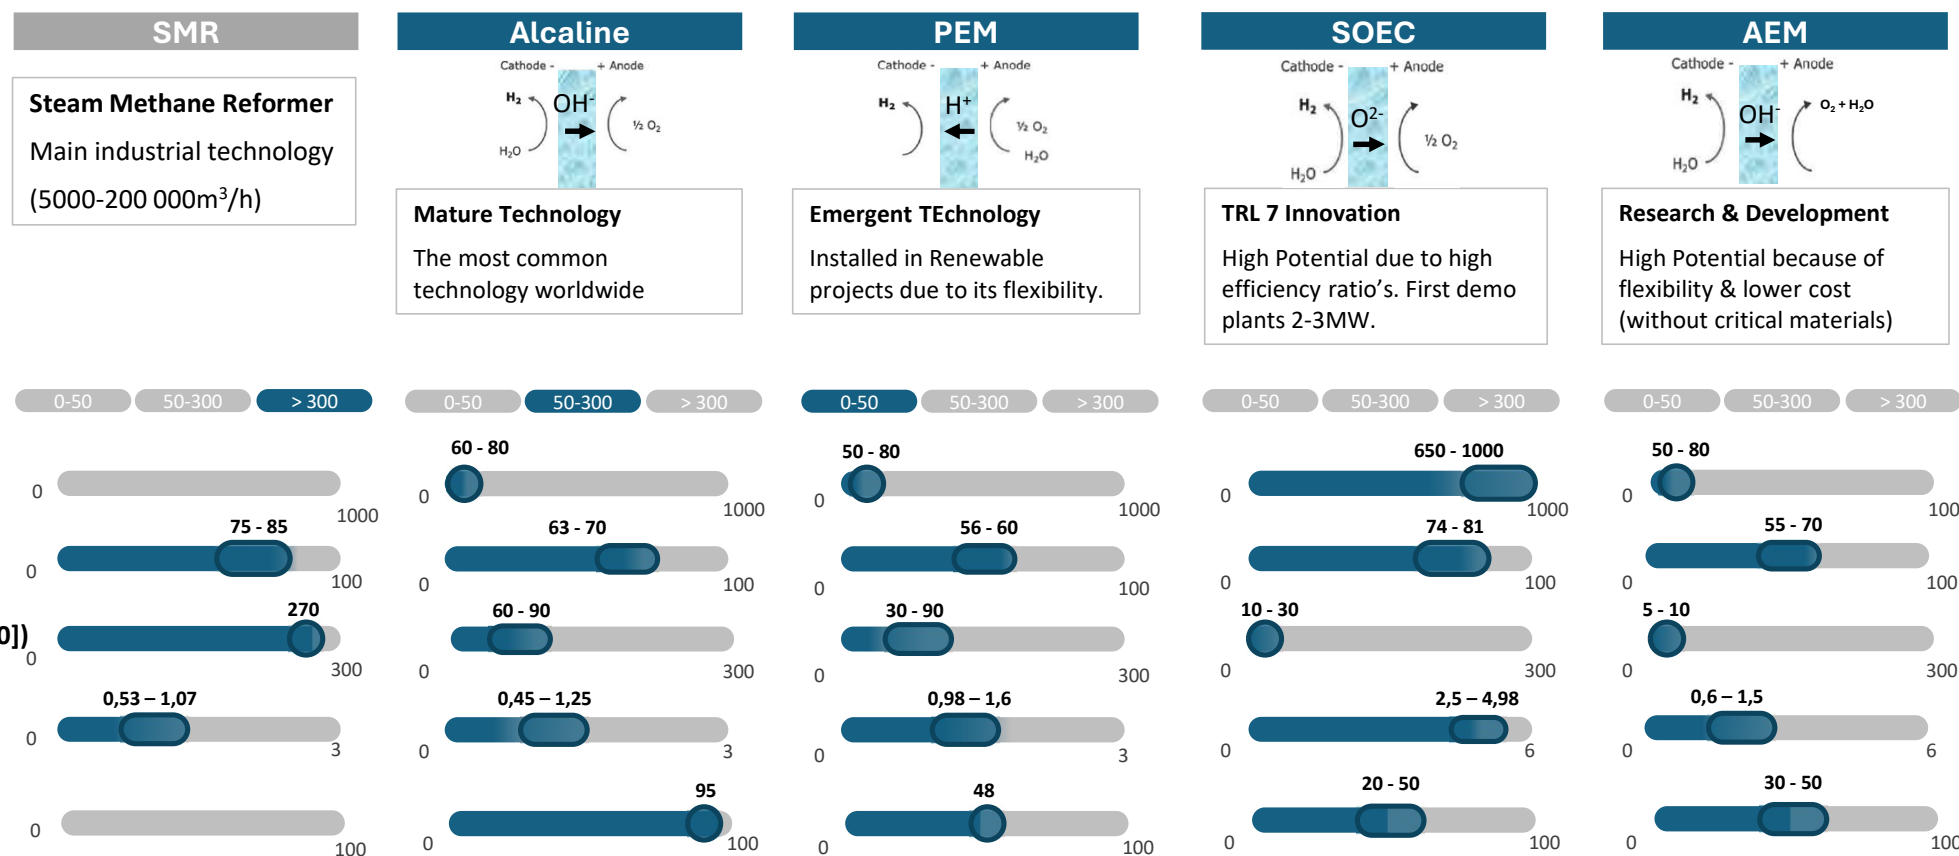 SMR
Steam Methane Reformer
Main industrial technology
(5000-200 000m³/h)
Alcaline
Cathode - + Anode
H₂ OH⁻ ½ O₂
H₂O
Mature Technology
The most common
technology worldwide
PEM
Cathode - + Anode
H₂ H⁺ ½ O₂
H₂O
Emergent TEchnology
Installed in Renewable
projects due to its flexibility.
SOEC
Cathode - + Anode
H₂ O²⁻ ½ O₂
H₂O
TRL 7 Innovation
High Potential due to high
efficiency ratio's. First demo
plants 2-3MW.
AEM
Cathode - + Anode
H₂ OH⁻ O₂ + H₂O
H₂O
Research & Development
High Potential because of
flexibility & lower cost
(without critical materials)
0-50 50-300 > 300 0-50 50-300 > 300 0-50 50-300 > 300 0-50 50-300 > 300 0-50 50-300 > 300
60 - 80 50 - 80 650 - 1000 50 - 80
0 1000 0 1000 0 1000 0 1000 0 100
75 - 85 63 - 70 56 - 60 74 - 81 55 - 70
0 100 0 100 0 100 0 100 0 100
270 60 - 90 30 - 90 10 - 30 5 - 10
0]) 0 300 0 300 0 300 0 300 0 300
0,53 – 1,07 0,45 – 1,25 0,98 – 1,6 2,5 – 4,98 0,6 – 1,5
0 3 0 3 0 3 0 6 0 6
95 48 20 - 50 30 - 50
0 100 0 100 0 100 0 100 0 100